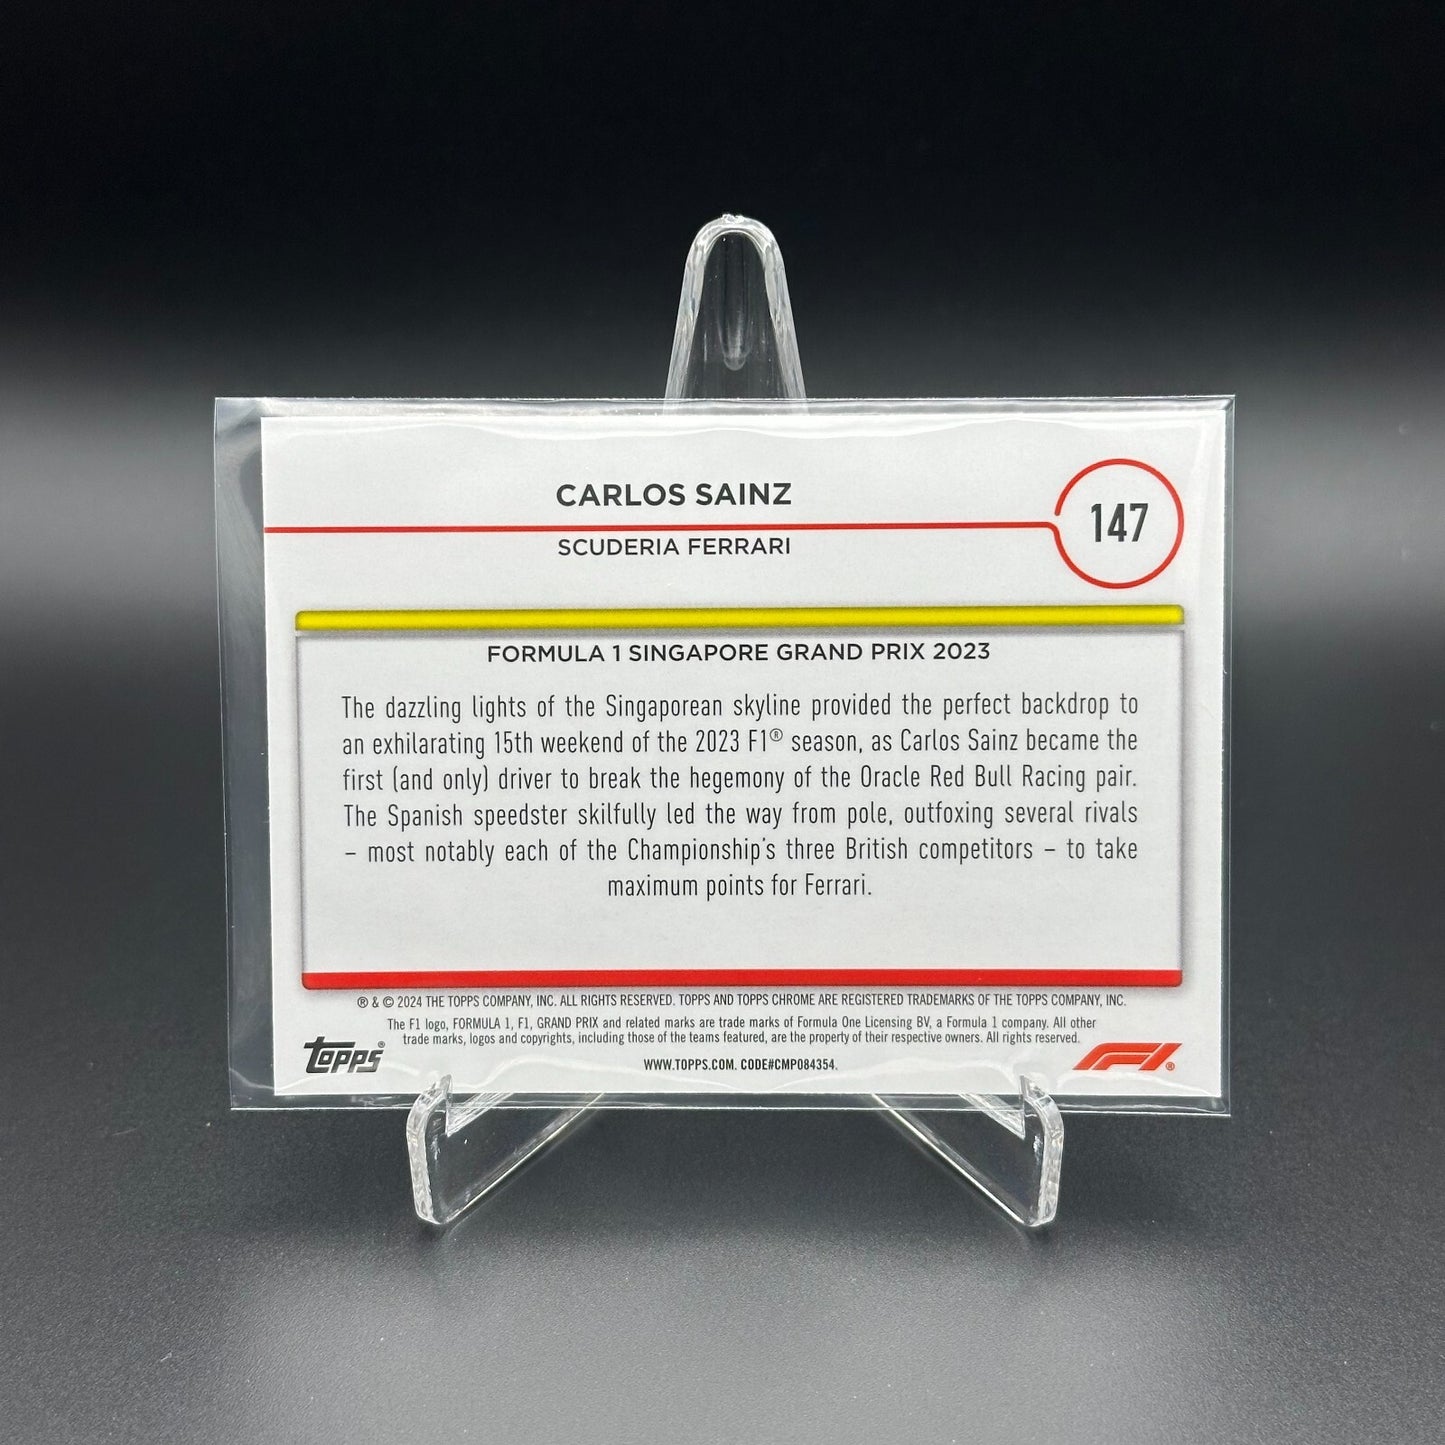 CARLOS SAINZ
147
SCUDERIA FERRARI
FORMULA 1 SINGAPORE GRAND PRIX 2023
The dazzling lights of the Singaporean skyline provided the perfect backdrop to
an exhilarating 15th weekend of the 2023 F1® season, as Carlos Sainz became the
first (and only) driver to break the hegemony of the Oracle Red Bull Racing pair.
The Spanish speedster skilfully led the way from pole, outfoxing several rivals
– most notably each of the Championship's three British competitors – to take
maximum points for Ferrari.
® & © 2024 THE TOPPS COMPANY, INC. ALL RIGHTS RESERVED. TOPPS AND TOPPS CHROME ARE REGISTERED TRADEMARKS OF THE TOPPS COMPANY, INC.
The F1 logo, FORMULA 1, F1, GRAND PRIX and related marks are trade marks of Formula One Licensing BV, a Formula 1 company. All other
trade marks, logos and copyrights, including those of the teams featured, are the property of their respective owners. All rights reserved.
TOPPS®
WWW.TOPPS.COM. CODE#CMP084354.
F1®